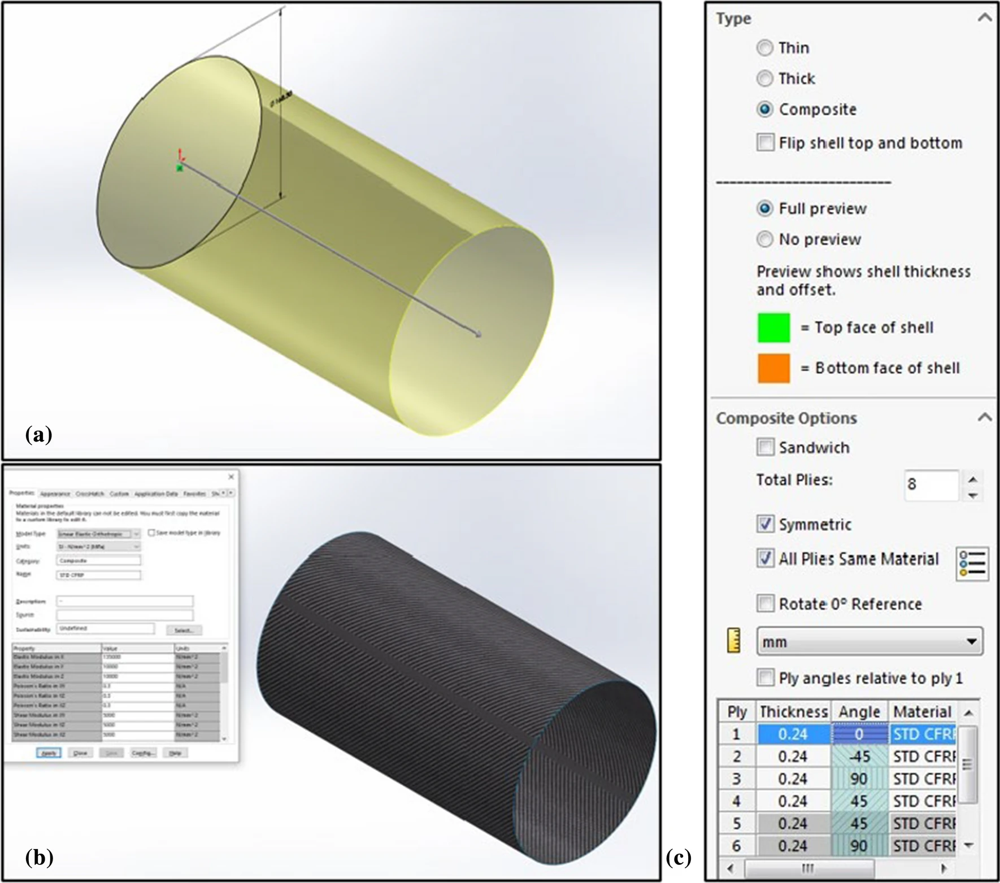 (a)
Properties Appearance CrossHatch Custom Application Data Favorites Sh
Material properties
Materials in the default library can not be edited. You must first copy the material
to a custom library to edit it.
Model Type: Linear Elastic Orthotropic Save model type in library
Units: SI - N/mm^2 (MPa)
Category: Composite
Name: STD CFRP
Description: -
Source:
Sustainability: Undefined Select...
Property Value Units
Elastic Modulus in X 135000 N/mm^2
Elastic Modulus in Y 10000 N/mm^2
Elastic Modulus in Z 10000 N/mm^2
Poisson's Ratio in XY 0.3 N/A
Poisson's Ratio in YZ 0.3 N/A
Poisson's Ratio in XZ 0.3 N/A
Shear Modulus in XY 5000 N/mm^2
Shear Modulus in YZ 5000 N/mm^2
Shear Modulus in XZ 5000 N/mm^2
Apply Close Save Config... Help
(b)
Type
Thin
Thick
Composite
Flip shell top and bottom
Full preview
No preview
Preview shows shell thickness
and offset.
= Top face of shell
= Bottom face of shell
Composite Options
Sandwich
Total Plies: 8
Symmetric
All Plies Same Material
Rotate 0º Reference
mm
Ply angles relative to ply 1
Ply Thickness Angle Material
1 0.24 0 STD CFRP
2 0.24 -45 STD CFRP
3 0.24 90 STD CFRP
4 0.24 45 STD CFRP
5 0.24 45 STD CFRP
6 0.24 90 STD CFRP
(c)